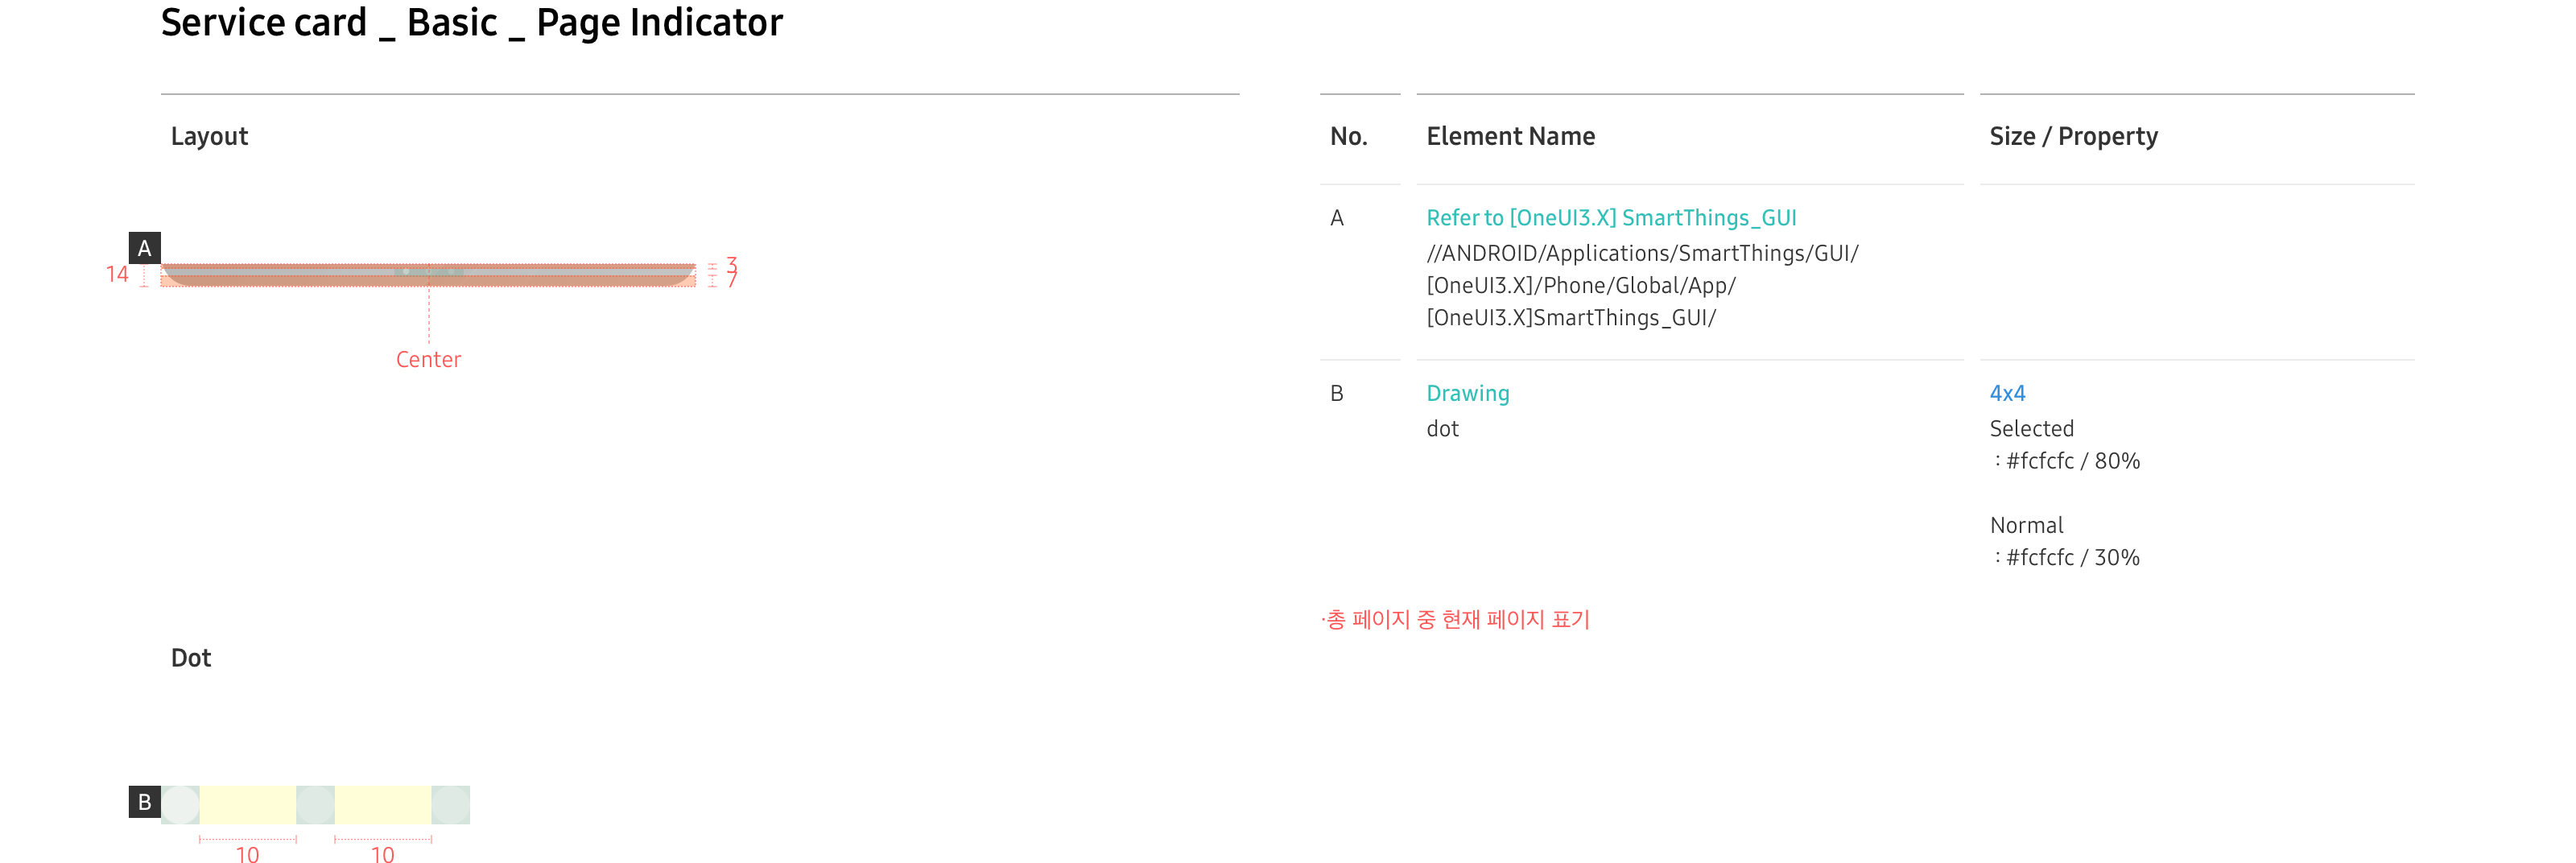 Service card _ Basic _ Page Indicator
Layout
A
14
3
7
Center
No.
Element Name
Size / Property
A
Refer to [OneUI3.X] SmartThings_GUI
//ANDROID/Applications/SmartThings/GUI/
[OneUI3.X]/Phone/Global/App/
[OneUI3.X]SmartThings_GUI/
B
Drawing
dot
4x4
Selected
: #fcfcfc / 80%
Normal
: #fcfcfc / 30%
·총 페이지 중 현재 페이지 표기
Dot
B
10
10